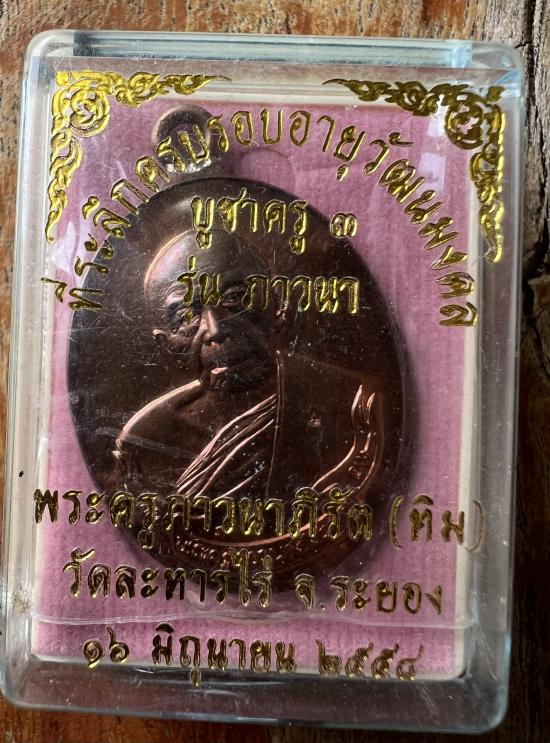 ที่ระลึกครบรอบอายุวัฒนมงคล
บูชาครู ๓
รุ่น ภาวนา
พระครูภาวนาภิรัต (ทิม)
วัดละหารไร่ จ.ระยอง
๑๖ มิถุนายน ๒๕๕๔